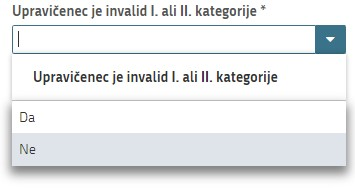 Upravičenec je invalid I. ali II. kategorije *
Upravičenec je invalid I. ali II. kategorije
Da
Ne